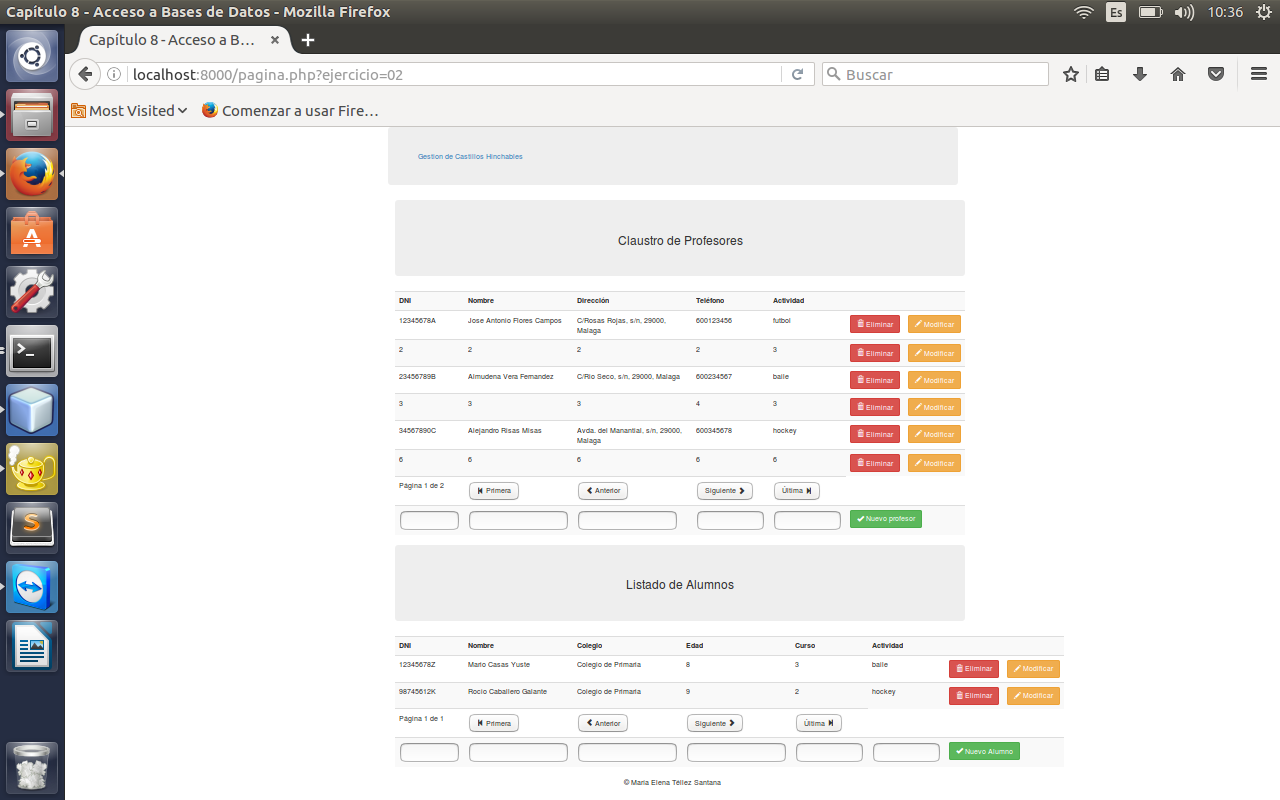 Capítulo 8 - Acceso a Bases de Datos - Mozilla Firefox
Es
10:36
Capítulo 8 - Acceso a B…
localhost:8000/pagina.php?ejercicio=02
Buscar
Most Visited
Comenzar a usar Fire…
Gestion de Castillos Hinchables
Claustro de Profesores
DNI Nombre Dirección Teléfono Actividad
12345678A Jose Antonio Flores Campos C/Rosas Rojas, s/n, 29000, Malaga 600123456 futbol Eliminar Modificar
2 2 2 2 3 Eliminar Modificar
23456789B Almudena Vera Fernandez C/Rio Seco, s/n, 29000, Malaga 600234567 baile Eliminar Modificar
3 3 3 4 3 Eliminar Modificar
34567890C Alejandro Risas Misas Avda. del Manantial, s/n, 29000, Malaga 600345678 hockey Eliminar Modificar
6 6 6 6 6 Eliminar Modificar
Página 1 de 2 Primera Anterior Siguiente Última
Nuevo profesor
Listado de Alumnos
DNI Nombre Colegio Edad Curso Actividad
12345678Z Mario Casas Yuste Colegio de Primaria 8 3 baile Eliminar Modificar
98745612K Rocio Caballero Galante Colegio de Primaria 9 2 hockey Eliminar Modificar
Página 1 de 1 Primera Anterior Siguiente Última
Nuevo Alumno
© Maria Elena Téllez Santana